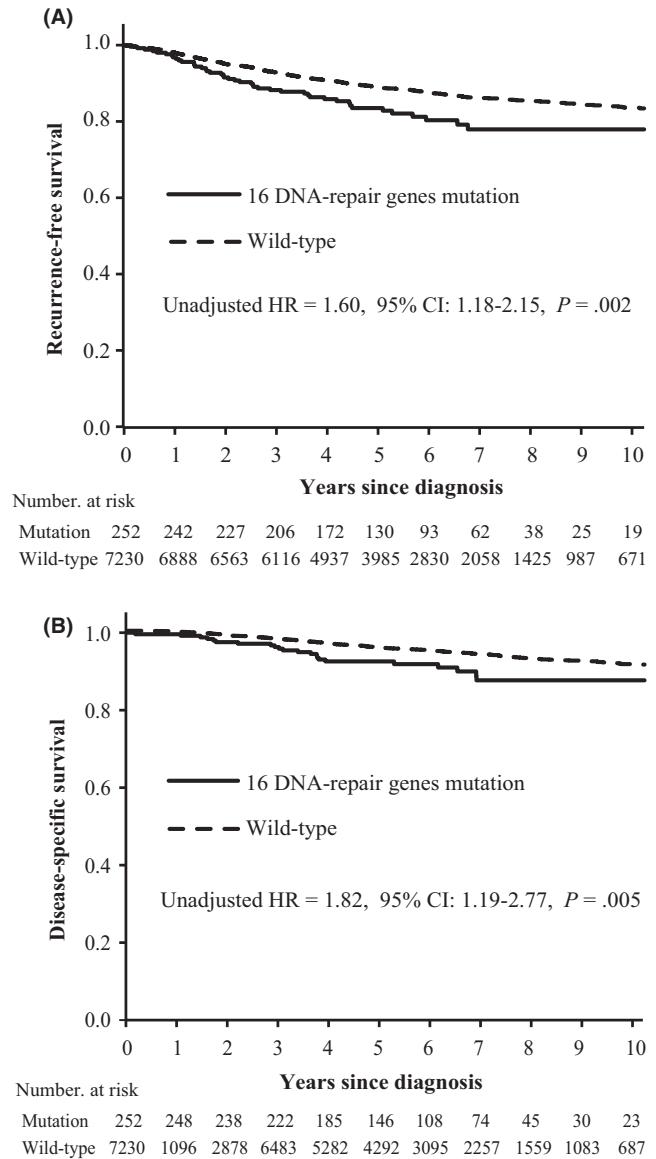 (A)
1.0
0.8
0.6
0.4
0.2
0.0
Recurrence-free survival
16 DNA-repair genes mutation
Wild-type
Unadjusted HR = 1.60, 95% CI: 1.18-2.15, P = .002
0 1 2 3 4 5 6 7 8 9 10
Years since diagnosis
Number. at risk
Mutation 252 242 227 206 172 130 93 62 38 25 19
Wild-type 7230 6888 6563 6116 4937 3985 2830 2058 1425 987 671
(B)
1.0
0.8
0.6
0.4
0.2
0.0
Disease-specific survival
16 DNA-repair genes mutation
Wild-type
Unadjusted HR = 1.82, 95% CI: 1.19-2.77, P = .005
0 1 2 3 4 5 6 7 8 9 10
Years since diagnosis
Number. at risk
Mutation 252 248 238 222 185 146 108 74 45 30 23
Wild-type 7230 1096 2878 6483 5282 4292 3095 2257 1559 1083 687